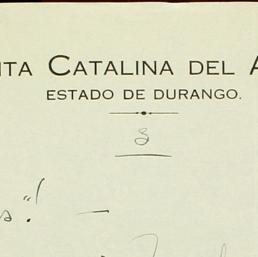 ITA CATALINA DEL A
ESTADO DE DURANGO.
8
s"! —